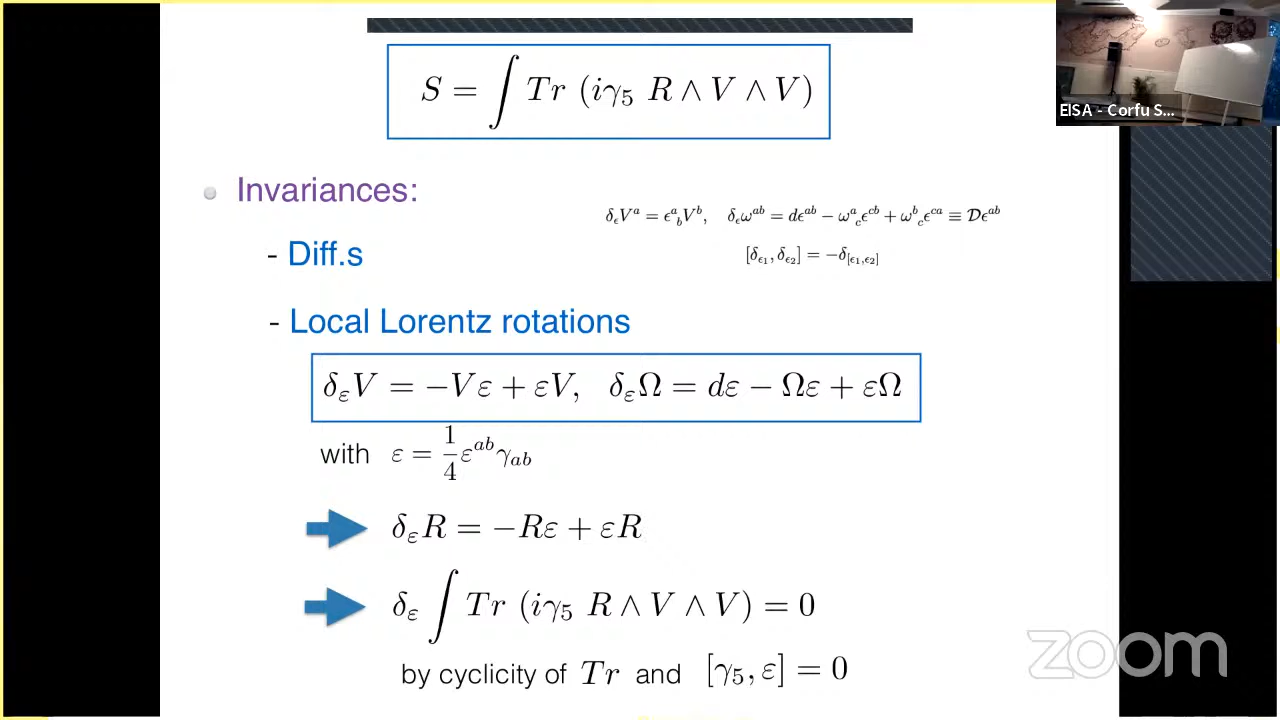 S = ∫ Tr (iγ₅ R ∧ V ∧ V)
EISA - Corfu S...
Invariances:
δ_ϵ V^a = ϵ^a_b V^b, δ_ϵ ω^{ab} = dϵ^{ab} − ω^a_c ϵ^{cb} + ω^b_c ϵ^{ca} ≡ 𝒟ϵ^{ab}
- Diff.s
[δ_{ϵ₁}, δ_{ϵ₂}] = −δ_{[ϵ₁,ϵ₂]}
- Local Lorentz rotations
δ_ε V = −Vε + εV, δ_ε Ω = dε − Ωε + εΩ
with ε = 1/4 ε^{ab} γ_{ab}
δ_ε R = −Rε + εR
δ_ε ∫ Tr (iγ₅ R ∧ V ∧ V) = 0
by cyclicity of Tr and [γ₅, ε] = 0
zoom